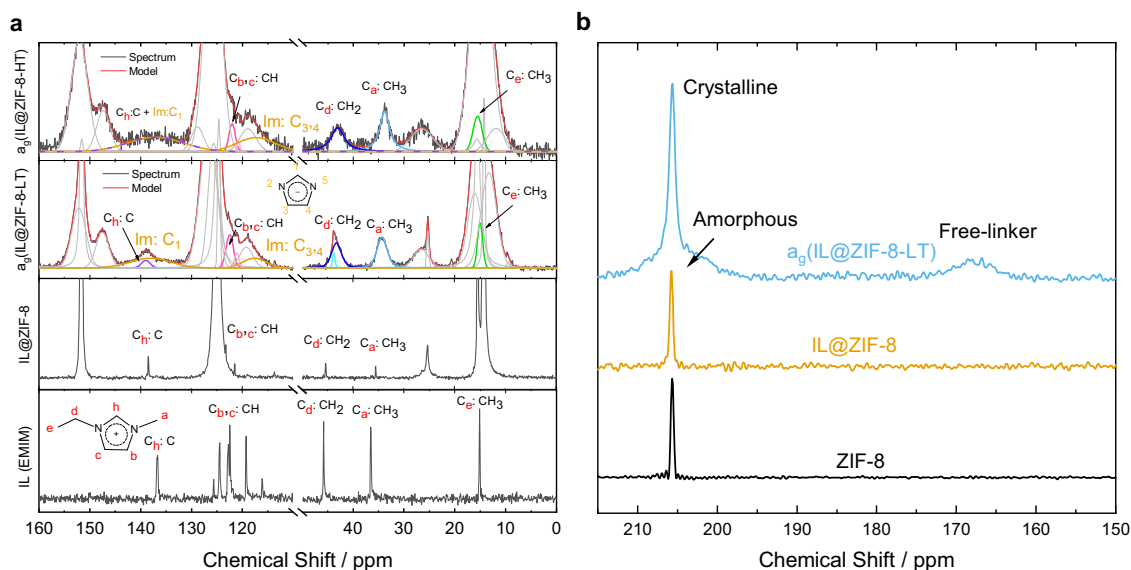 a
b
a_g(IL@ZIF-8-HT)
Spectrum
Model
C_h:C + Im:C_1
C_b,c: CH
Im: C_3,4
C_d: CH_2
C_a: CH_3
C_e: CH_3
a_g(IL@ZIF-8-LT)
Spectrum
Model
C_h: C
Im: C_1
C_b,c: CH
Im: C_3,4
1
2 N N 5
−
3 4
C_d: CH_2
C_a: CH_3
C_e: CH_3
IL@ZIF-8
C_h: C
C_b,c: CH
C_d: CH_2
C_a: CH_3
IL (EMIM)
d h a
e N + N
c b
C_h: C
C_b,c: CH
C_d: CH_2
C_a: CH_3
C_e: CH_3
160 150 140 130 120 40 30 20 10 0
Chemical Shift / ppm
Crystalline
Amorphous
Free-linker
a_g(IL@ZIF-8-LT)
IL@ZIF-8
ZIF-8
210 200 190 180 170 160 150
Chemical Shift / ppm